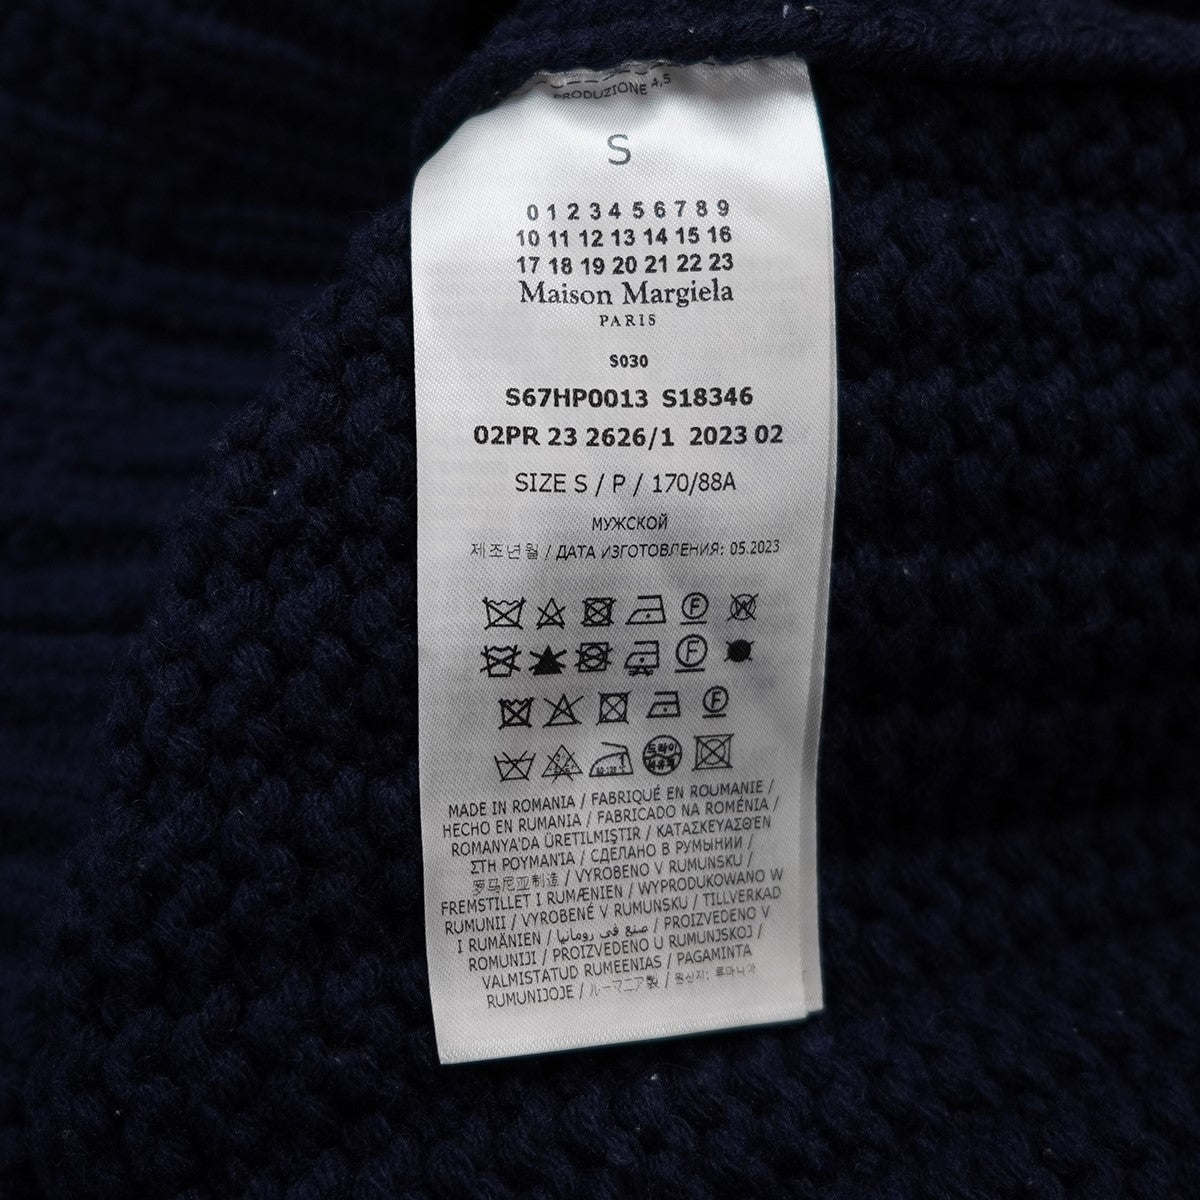 PRODUZIONE 4,5
S
0 1 2 3 4 5 6 7 8 9
10 11 12 13 14 15 16
17 18 19 20 21 22 23
Maison Margiela
PARIS
S030
S67HP0013 S18346
02PR 23 2626/1 2023 02
SIZE S / P / 170/88A
МУЖСКОЙ
제조년월 / ДАТА ИЗГОТОВЛЕНИЯ: 05.2023
F W
F
F
드라이
MADE IN ROMANIA / FABRIQUÉ EN ROUMANIE /
HECHO EN RUMANIA / FABRICADO NA ROMÉNIA /
ROMANYA'DA ÜRETILMIŞTIR / ΚΑΤΑΣΚΕΥΑΣΘΈΝ
ΣΤΗ ΡΟΥΜΑΝΊΑ / СДЕЛАНО В РУМЫНИИ /
罗马尼亚制造 / VYROBENO V RUMUNSKU /
FREMSTILLET I RUMÆNIEN / WYPRODUKOWANO W
RUMUNII / VYROBENÉ V RUMUNSKU / TILLVERKAD
I RUMÄNIEN / صنع في رومانيا / PROIZVEDENO V
ROMUNIJI / PROIZVEDENO U RUMUNJSKOJ /
VALMISTATUD RUMEENIAS / PAGAMINTA
RUMUNIJOJE / ルーマニア製 / 원산지: 루마니아